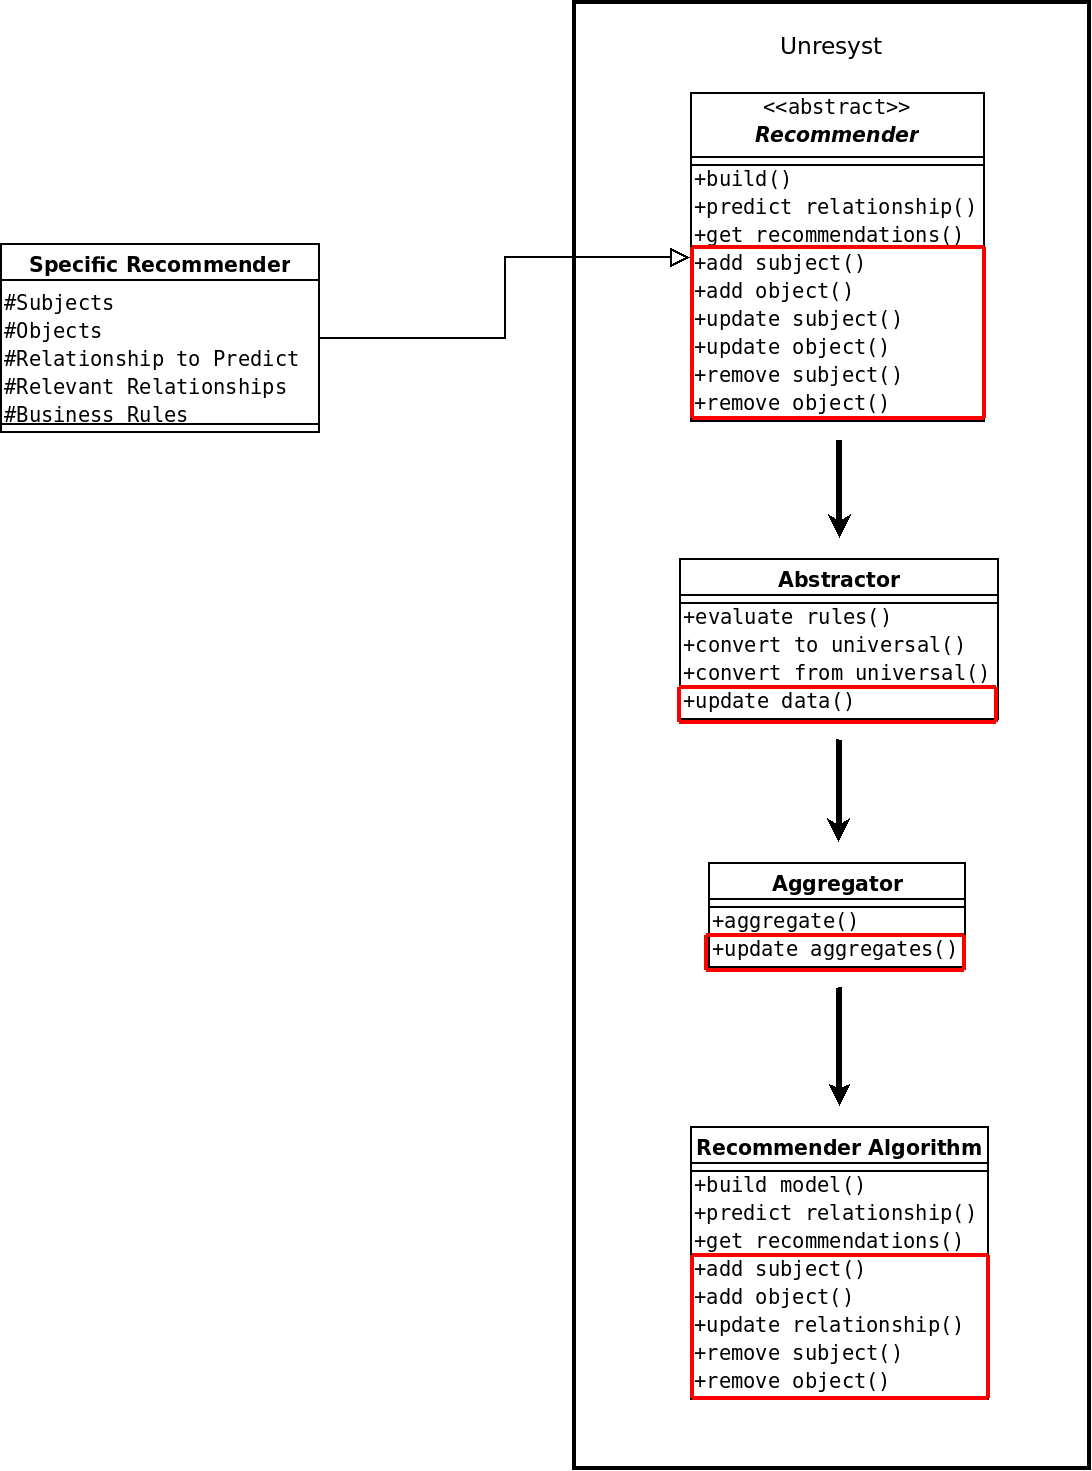 Unresyst
<<abstract>>
Recommender
+build()
+predict relationship()
+get recommendations()
+add subject()
+add object()
+update subject()
+update object()
+remove subject()
+remove object()
Specific Recommender
#Subjects
#Objects
#Relationship to Predict
#Relevant Relationships
#Business Rules
Abstractor
+evaluate rules()
+convert to universal()
+convert from universal()
+update data()
Aggregator
+aggregate()
+update aggregates()
Recommender Algorithm
+build model()
+predict relationship()
+get recommendations()
+add subject()
+add object()
+update relationship()
+remove subject()
+remove object()